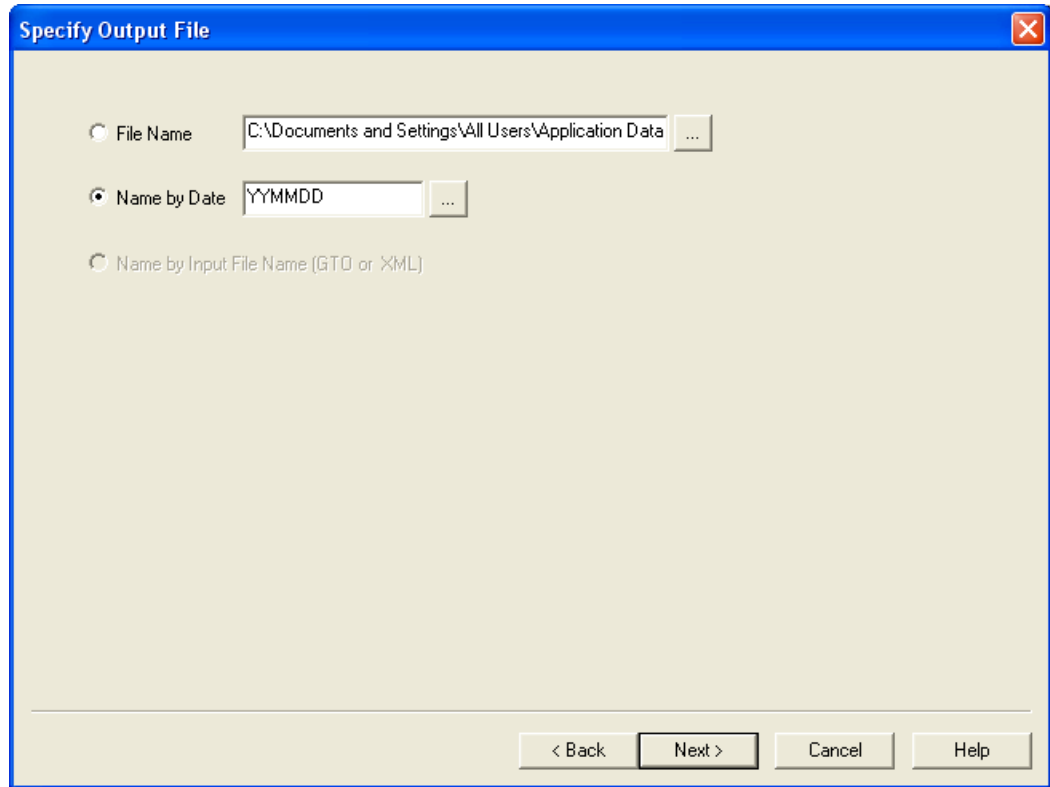 Specify Output File
File Name C:\Documents and Settings\All Users\Application Data ...
Name by Date YYMMDD ...
Name by Input File Name (GTO or XML)
< Back Next > Cancel Help